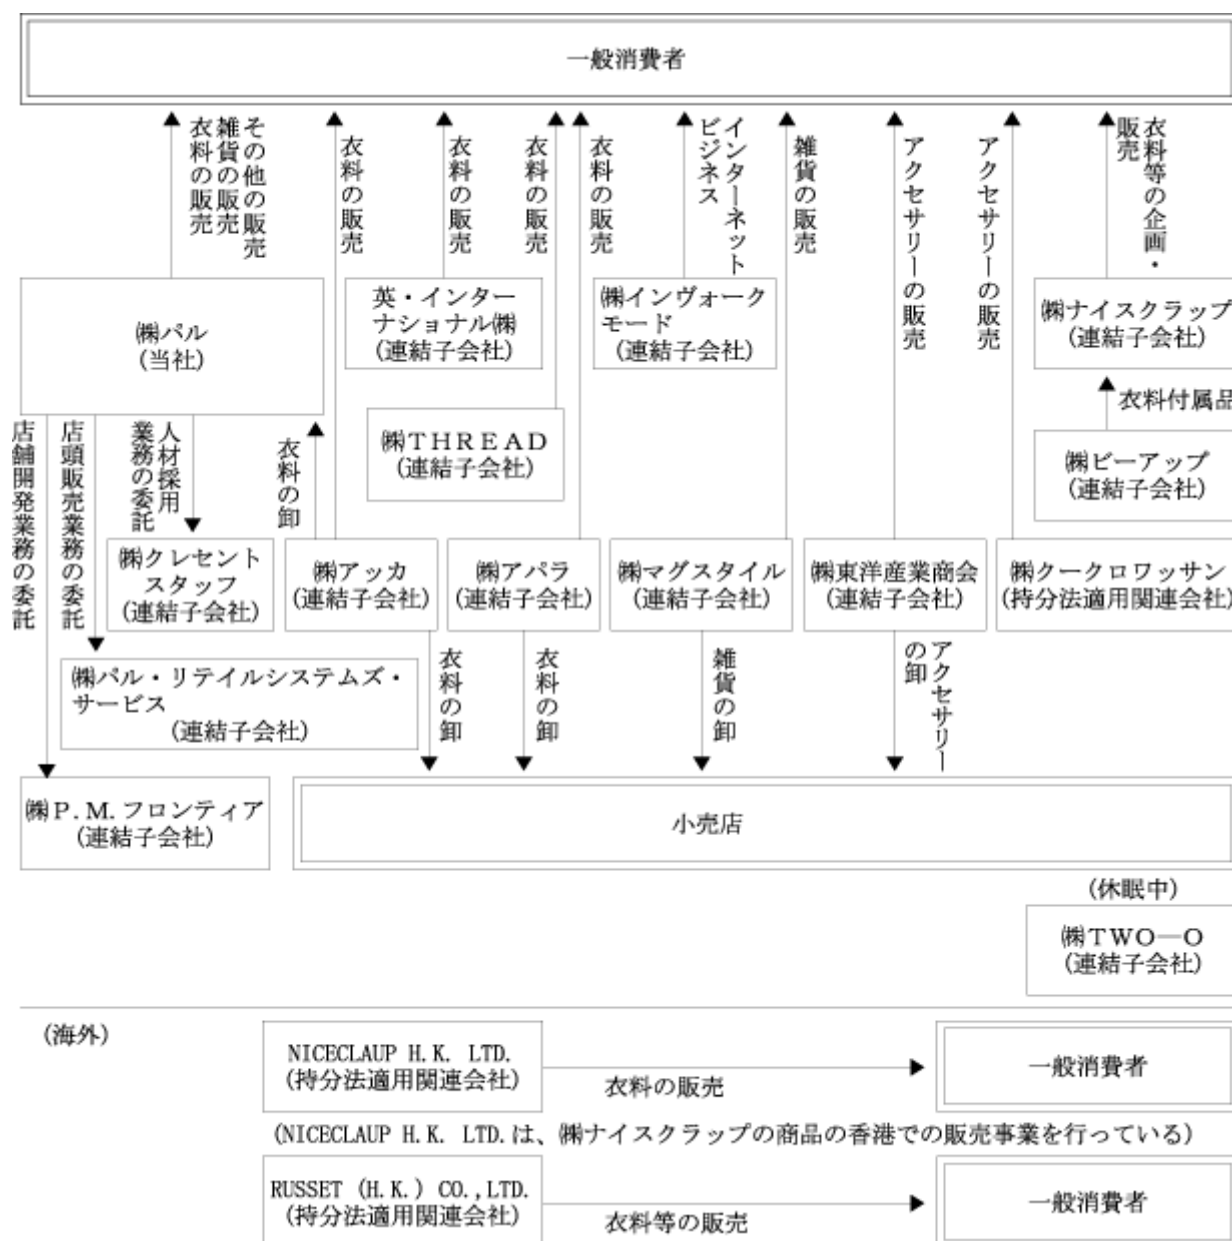 一般消費者
その他の販売
雑貨の販売
衣料の販売
衣料の販売
衣料の販売
衣料の販売
衣料の販売
インターネット
ビジネス
雑貨の販売
アクセサリーの販売
アクセサリーの販売
衣料等の企画・
販売
㈱パル
(当社)
英・インター
ナショナル㈱
(連結子会社)
㈱インヴォーク
モード
(連結子会社)
㈱ナイスクラップ
(連結子会社)
衣料付属品
㈱THREAD
(連結子会社)
㈱ビーアップ
(連結子会社)
店舗開発業務の委託
店頭販売業務の委託
人材採用
業務の委託
衣料の卸
㈱クレセント
スタッフ
(連結子会社)
㈱アッカ
(連結子会社)
㈱アパラ
(連結子会社)
㈱マグスタイル
(連結子会社)
㈱東洋産業商会
(連結子会社)
㈱クークロワッサン
(持分法適用関連会社)
㈱パル・リテイルシステムズ・
サービス
(連結子会社)
衣料の卸
衣料の卸
雑貨の卸
アクセサリー
の卸
㈱P.M.フロンティア
(連結子会社)
小売店
(休眠中)
㈱TWO―O
(連結子会社)
(海外)
NICECLAUP H.K. LTD.
(持分法適用関連会社)
衣料の販売
一般消費者
(NICECLAUP H.K. LTD.は、㈱ナイスクラップの商品の香港での販売事業を行っている)
RUSSET (H.K.) CO.,LTD.
(持分法適用関連会社)
衣料等の販売
一般消費者